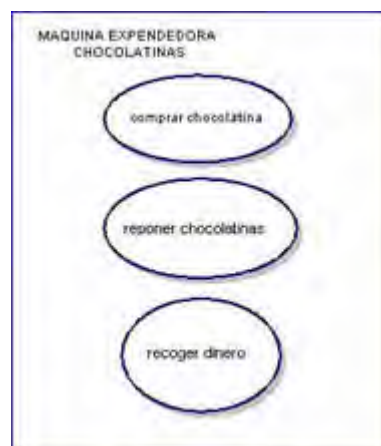 MAQUINA EXPENDEDORA
CHOCOLATINAS
comprar chocolatina
reponer chocolatinas
recoger dinero